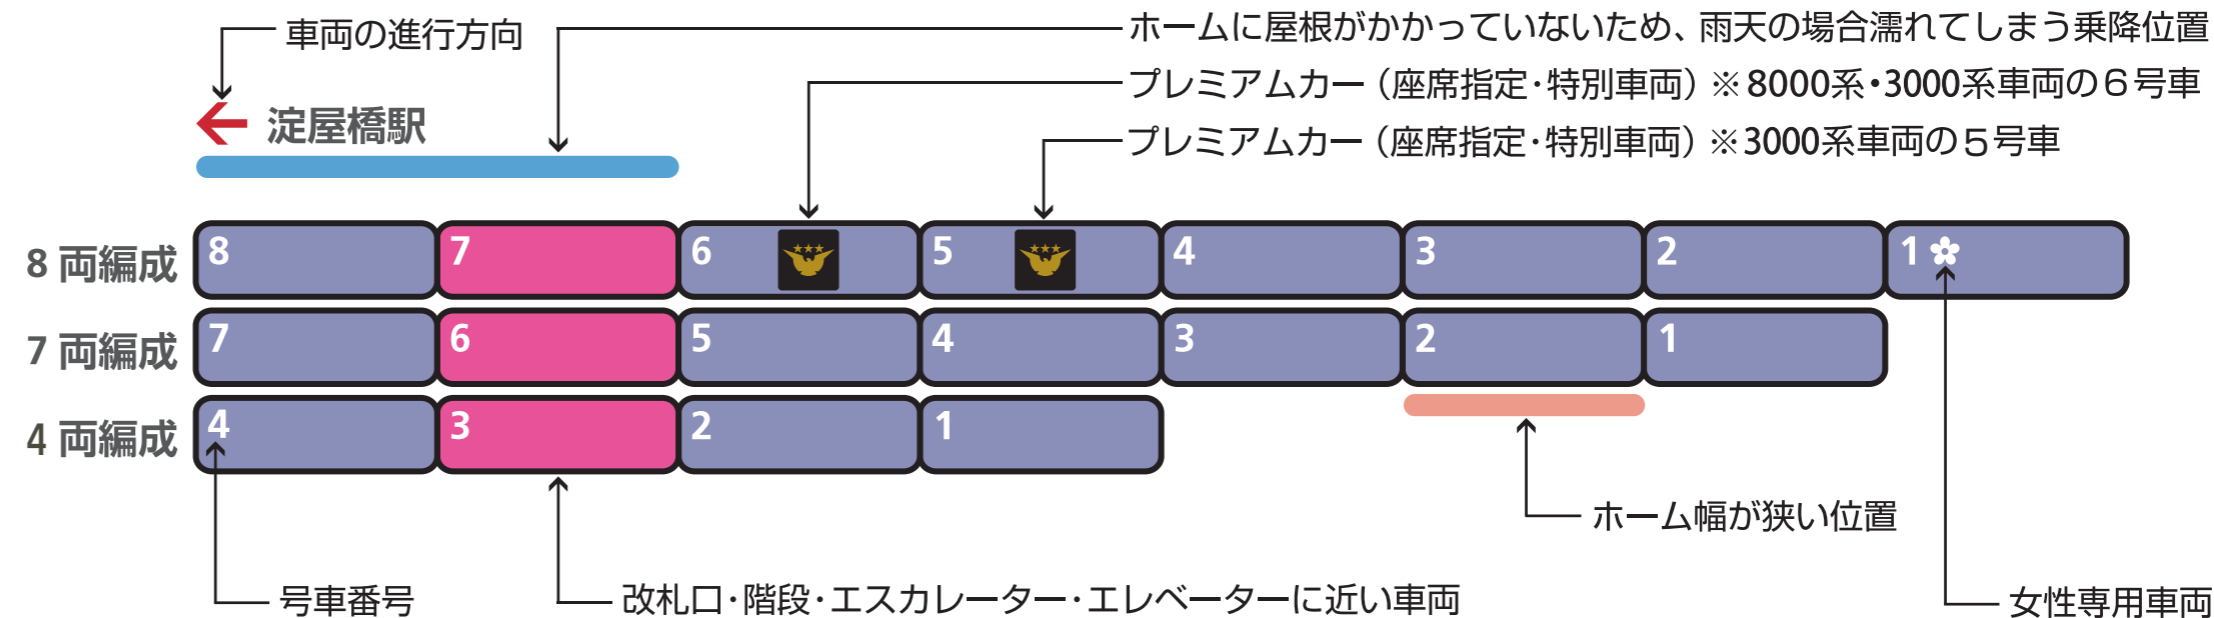 車両の進行方向
ホームに屋根がかかっていないため、雨天の場合濡れてしまう乗降位置
プレミアムカー（座席指定・特別車両）※8000系・3000系車両の６号車
淀屋橋駅
プレミアムカー（座席指定・特別車両）※3000系車両の５号車
8両編成 8 7 6 5 4 3 2 1
7両編成 7 6 5 4 3 2 1
4両編成 4 3 2 1
ホーム幅が狭い位置
号車番号
改札口・階段・エスカレーター・エレベーターに近い車両
女性専用車両